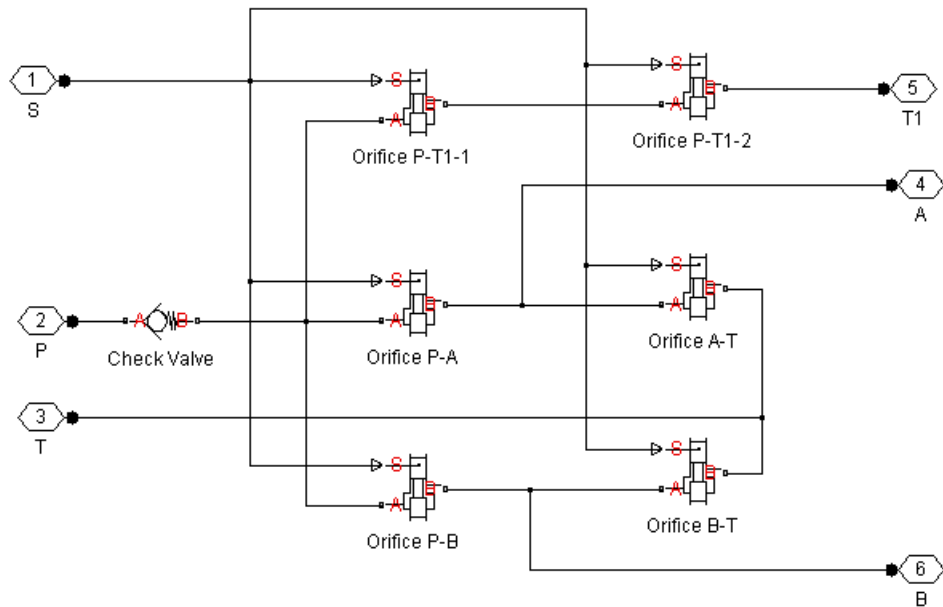 1
S
S
A
B
Orifice P-T1-1
S
A
B
Orifice P-T1-2
5
T1
4
A
2
P
A
B
Check Valve
S
A
B
Orifice P-A
S
A
B
Orifice A-T
3
T
S
A
B
Orifice P-B
S
A
B
Orifice B-T
6
B